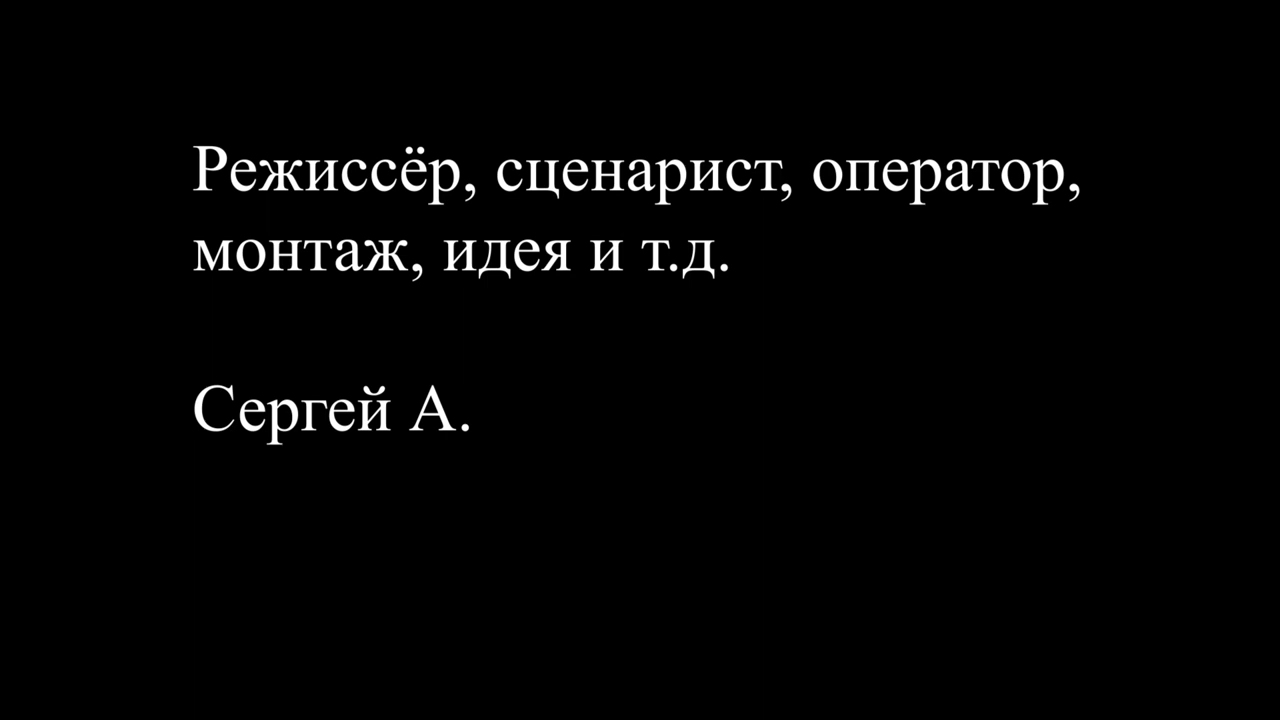 Режиссёр, сценарист, оператор,
монтаж, идея и т.д.
Сергей А.